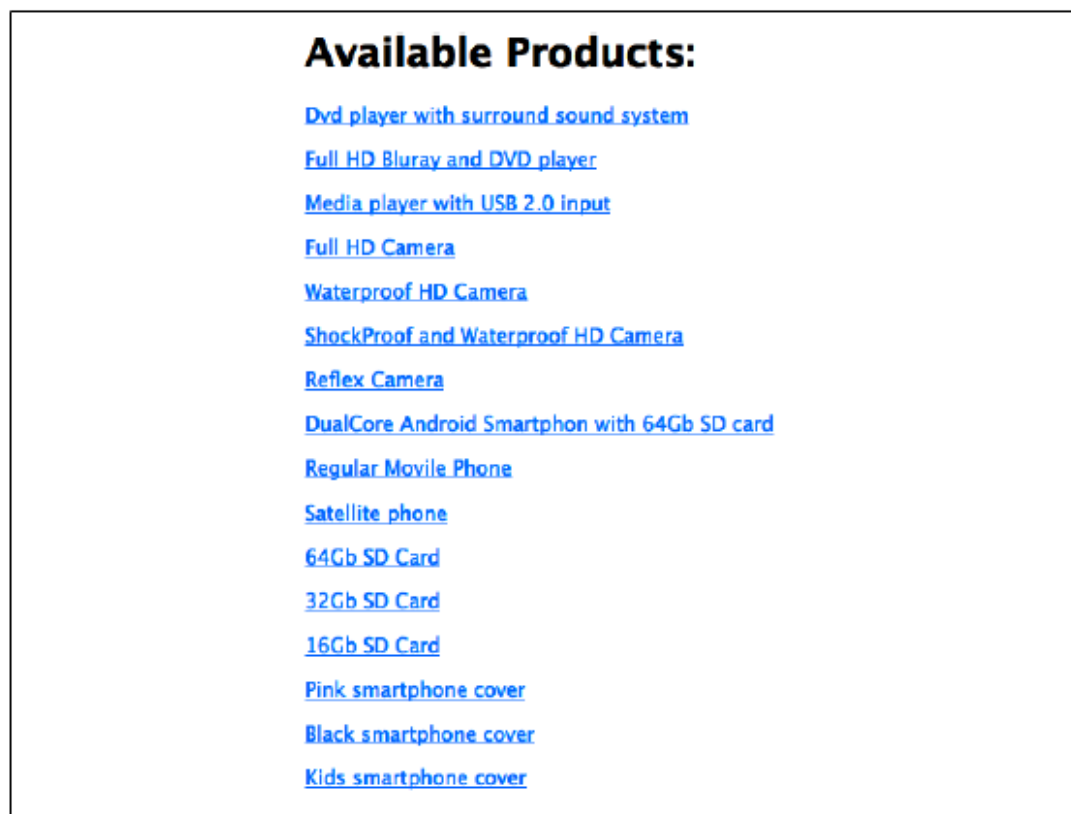 Available Products:
Dvd player with surround sound system
Full HD Bluray and DVD player
Media player with USB 2.0 input
Full HD Camera
Waterproof HD Camera
ShockProof and Waterproof HD Camera
Reflex Camera
DualCore Android Smartphon with 64Gb SD card
Regular Movile Phone
Satellite phone
64Gb SD Card
32Gb SD Card
16Gb SD Card
Pink smartphone cover
Black smartphone cover
Kids smartphone cover